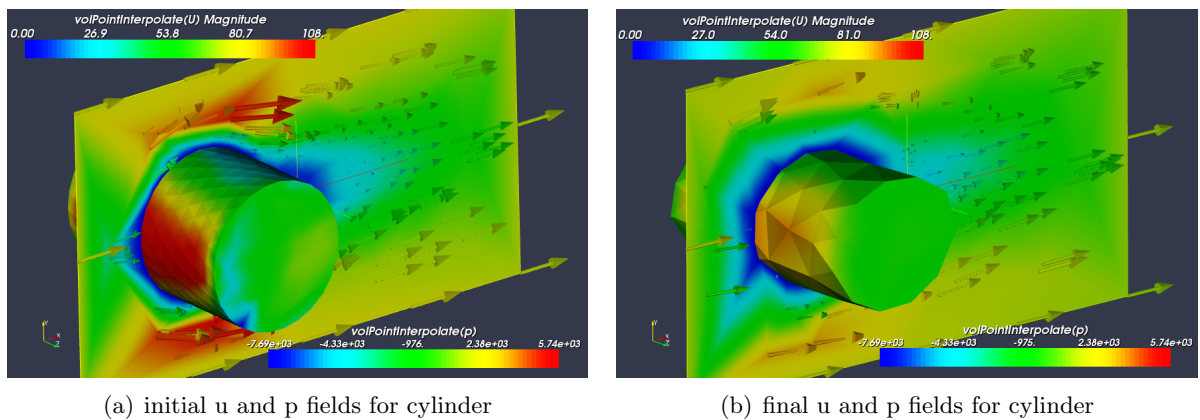 volPointInterpolate(U) Magnitude
0.00 26.9 53.8 80.7 108.
Y
X
Z
volPointInterpolate(p)
-7.69e+03 -4.33e+03 -976. 2.38e+03 5.74e+03
(a) initial u and p fields for cylinder
volPointInterpolate(U) Magnitude
0.00 27.0 54.0 81.0 108.
Y
X
Z
volPointInterpolate(p)
-7.69e+03 -4.33e+03 -975. 2.38e+03 5.74e+03
(b) final u and p fields for cylinder